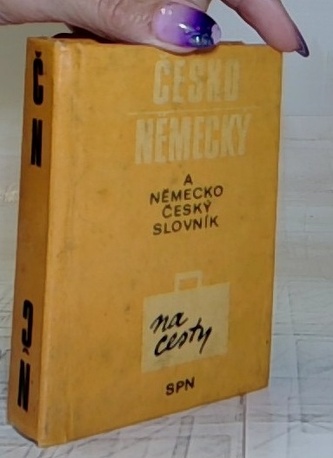 ČESKO
NĚMECKÝ
A
NĚMECKO
ČESKÝ
SLOVNÍK
na
cesty
SPN
Č
N
N
Č